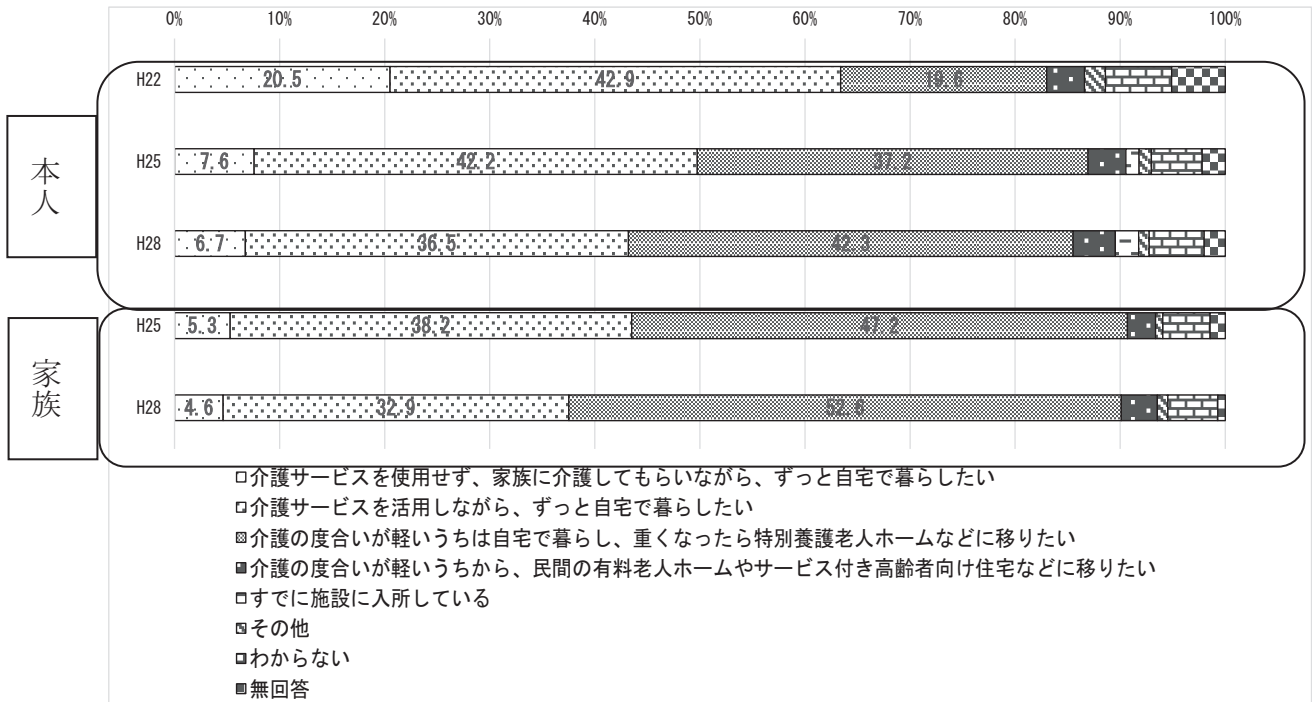 0% 10% 20% 30% 40% 50% 60% 70% 80% 90% 100%
本人
H22 20.5 42.9 19.6
H25 7.6 42.2 37.2
H28 6.7 36.5 42.3
家族
H25 5.3 38.2 47.2
H28 4.6 32.9 52.6
介護サービスを使用せず、家族に介護してもらいながら、ずっと自宅で暮らしたい
介護サービスを活用しながら、ずっと自宅で暮らしたい
介護の度合いが軽いうちは自宅で暮らし、重くなったら特別養護老人ホームなどに移りたい
介護の度合いが軽いうちから、民間の有料老人ホームやサービス付き高齢者向け住宅などに移りたい
すでに施設に入所している
その他
わからない
無回答